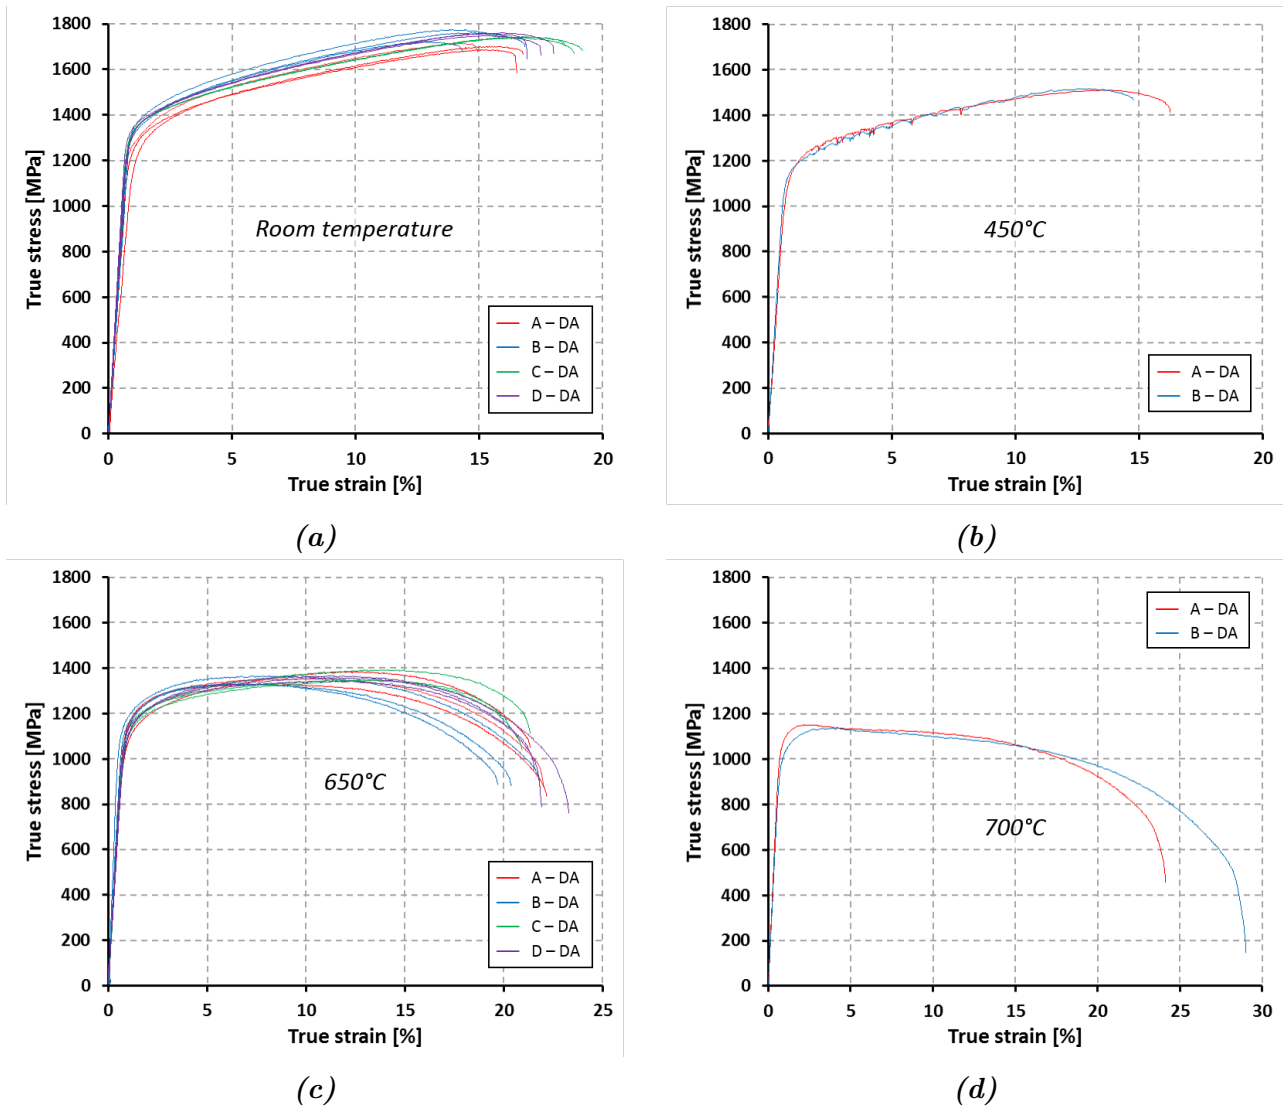 True stress [MPa]
1800
1600
1400
1200
1000
800
600
400
200
0
0 5 10 15 20
True strain [%]
Room temperature
A – DA
B – DA
C – DA
D – DA
(a)
True stress [MPa]
1800
1600
1400
1200
1000
800
600
400
200
0
0 5 10 15 20
True strain [%]
450°C
A – DA
B – DA
(b)
True stress [MPa]
1800
1600
1400
1200
1000
800
600
400
200
0
0 5 10 15 20 25
True strain [%]
650°C
A – DA
B – DA
C – DA
D – DA
(c)
True stress [MPa]
1800
1600
1400
1200
1000
800
600
400
200
0
0 5 10 15 20 25 30
True strain [%]
700°C
A – DA
B – DA
(d)